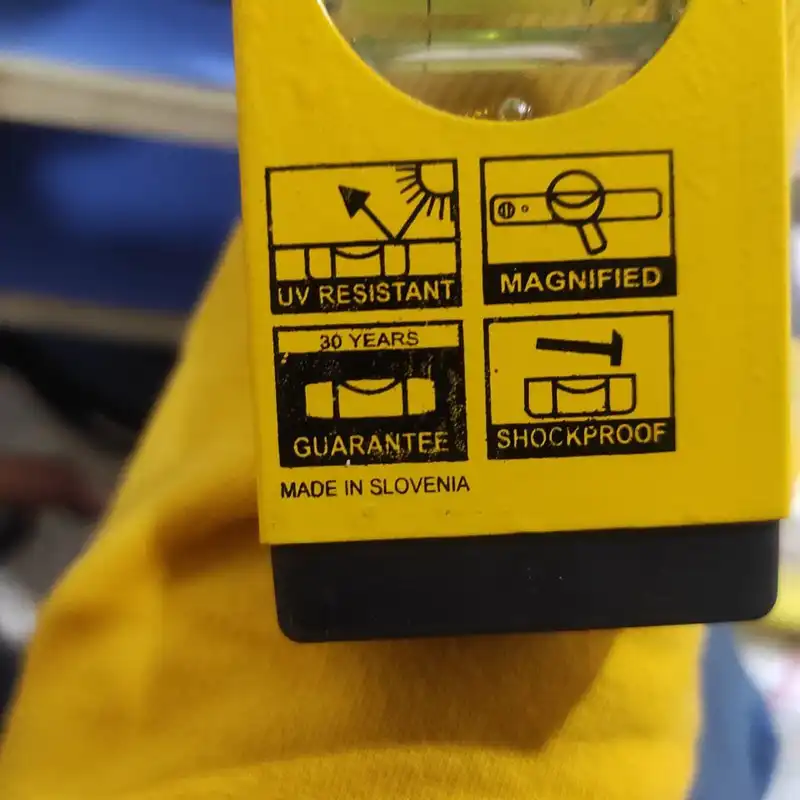 UV RESISTANT
MAGNIFIED
30 YEARS
GUARANTEE
SHOCKPROOF
MADE IN SLOVENIA